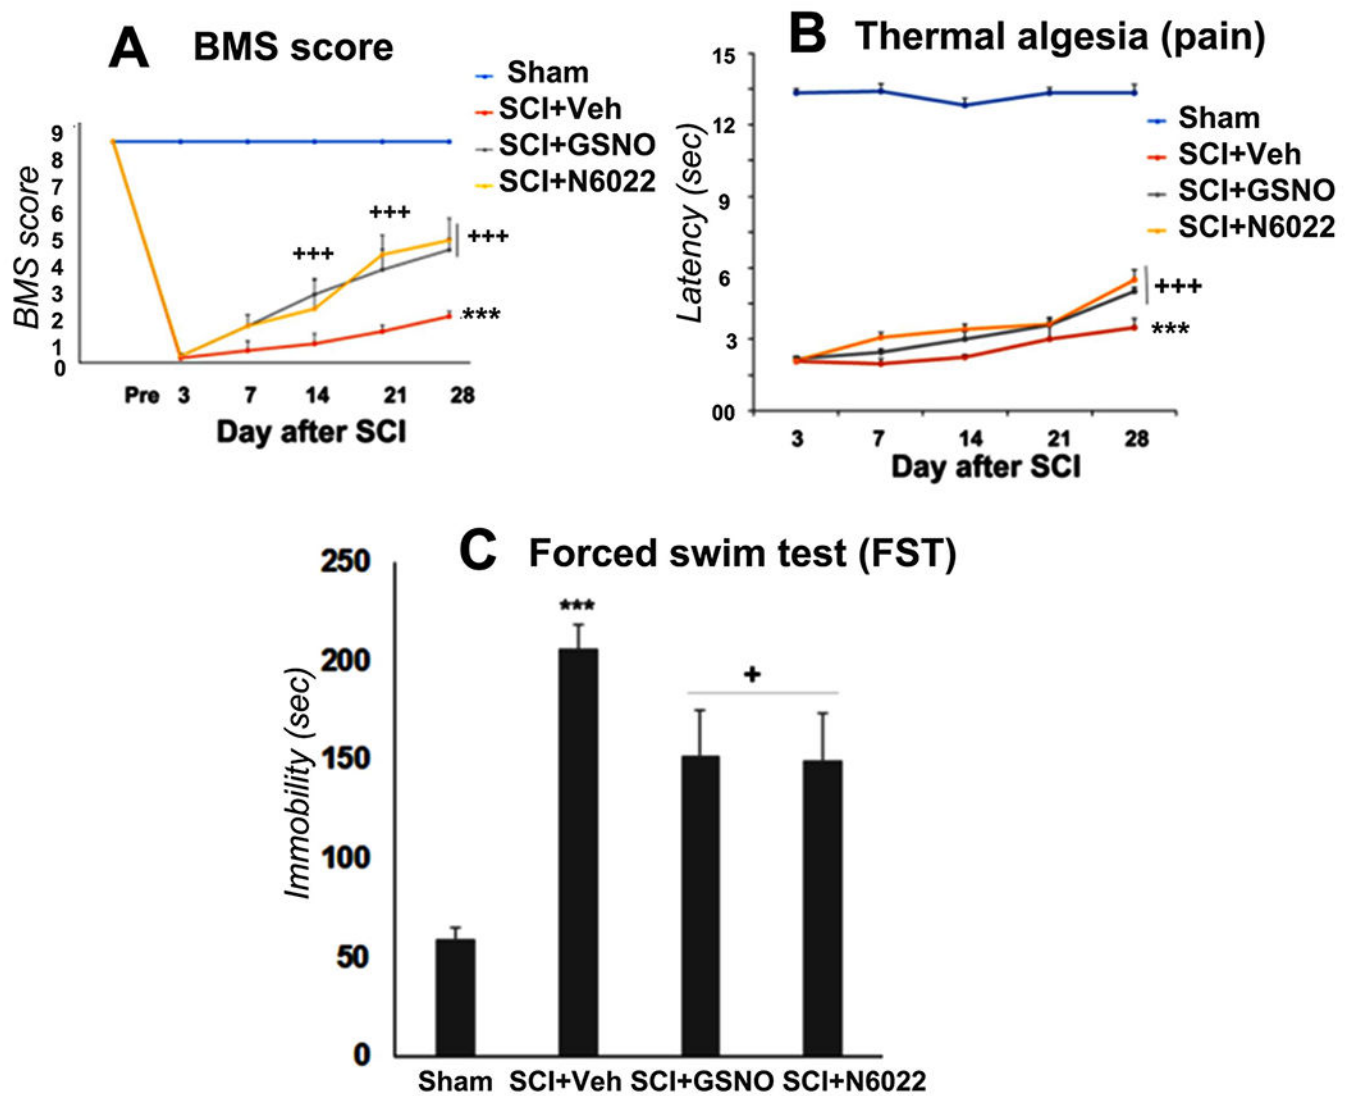 A BMS score
Sham
SCI+Veh
SCI+GSNO
SCI+N6022
9
8
7
6
5
4
3
2
1
0
BMS score
+++
+++
+++
***
Pre 3 7 14 21 28
Day after SCI
B Thermal algesia (pain)
15
12
9
6
3
00
Latency (sec)
Sham
SCI+Veh
SCI+GSNO
SCI+N6022
+++
***
3 7 14 21 28
Day after SCI
C Forced swim test (FST)
250
200
150
100
50
0
Immobility (sec)
***
+
Sham SCI+Veh SCI+GSNO SCI+N6022